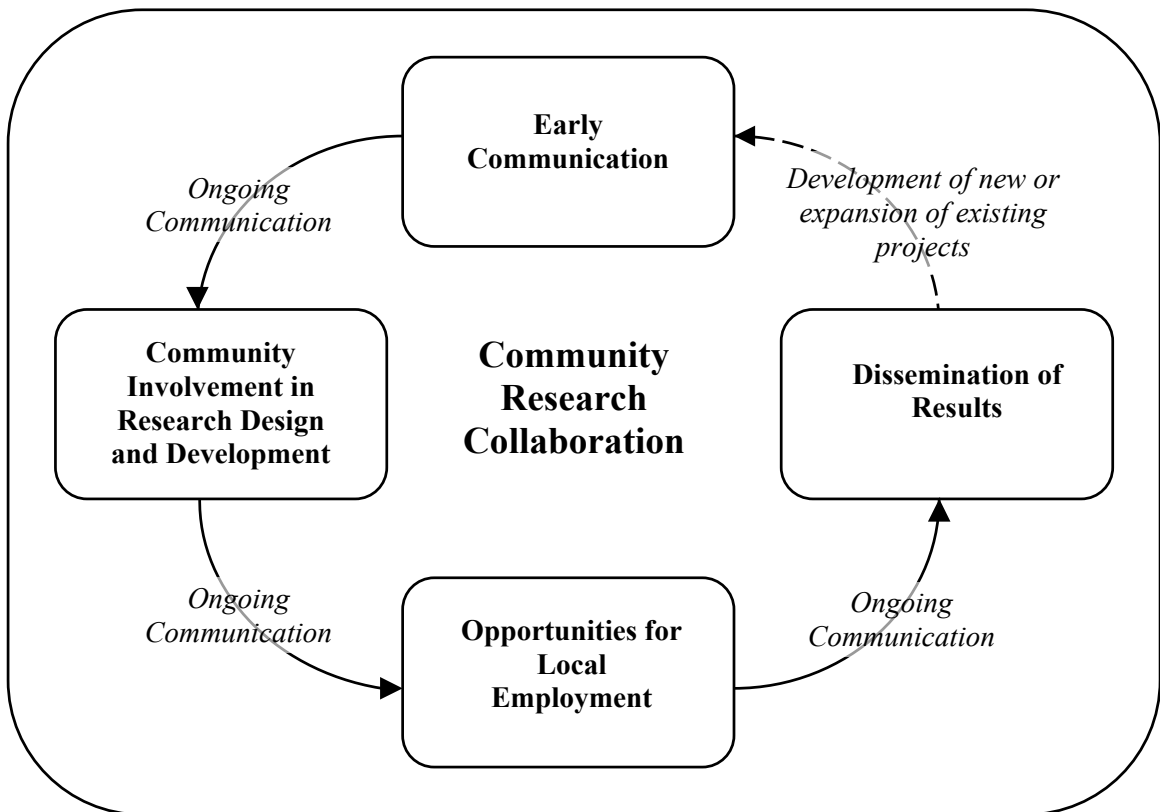 Early
Communication
Ongoing
Communication
Development of new or
expansion of existing
projects
Community
Involvement in
Research Design
and Development
Community
Research
Collaboration
Dissemination of
Results
Ongoing
Communication
Opportunities for
Local
Employment
Ongoing
Communication